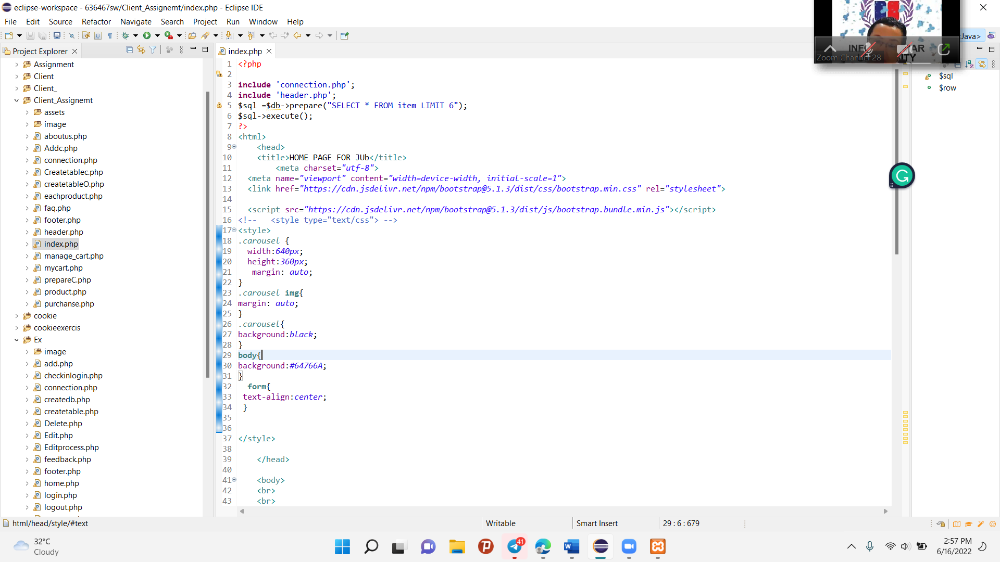 eclipse-workspace - 636467sw/Client_Assignemt/index.php - Eclipse IDE
File Edit Source Refactor Navigate Search Project Run Window Help
Project Explorer
Assignment
Client
Client_
Client_Assignemt
assets
image
aboutus.php
Addc.php
connection.php
Createtablec.php
createtableO.php
eachproduct.php
faq.php
footer.php
header.php
index.php
manage_cart.php
mycart.php
prepareC.php
product.php
purchanse.php
cookie
cookieexercis
Ex
image
add.php
checkinlogin.php
connection.php
createdb.php
createtable.php
Delete.php
Edit.php
Editprocess.php
feedback.php
footer.php
home.php
login.php
logout.php
index.php
1 <?php
2
3 include 'connection.php';
4 include 'header.php';
5 $sql =$db->prepare("SELECT * FROM item LIMIT 6");
6 $sql->execute();
7 ?>
8 <html>
9 <head>
10 <title>HOME PAGE FOR JUb</title>
11 <meta charset="utf-8">
12 <meta name="viewport" content="width=device-width, initial-scale=1">
13 <link href="https://cdn.jsdelivr.net/npm/bootstrap@5.1.3/dist/css/bootstrap.min.css" rel="stylesheet">
14
15 <script src="https://cdn.jsdelivr.net/npm/bootstrap@5.1.3/dist/js/bootstrap.bundle.min.js"></script>
16 <!-- <style type="text/css"> -->
17 <style>
18 .carousel {
19 width:640px;
20 height:360px;
21 margin: auto;
22 }
23 .carousel img{
24 margin: auto;
25 }
26 .carousel{
27 background:black;
28 }
29 body{
30 background:#64766A;
31 }
32 form{
33 text-align:center;
34 }
35
36
37 </style>
38
39 </head>
40
41 <body>
42 <br>
43 <br>
Zoom Channel 28
<Java>
$sql
$row
html/head/style/#text
Writable
Smart Insert
29 : 6 : 679
32°C
Cloudy
41
2:57 PM
6/16/2022